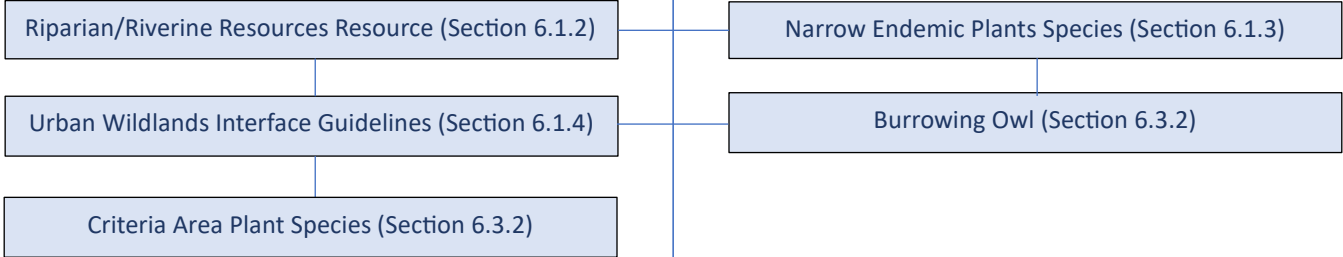 Riparian/Riverine Resources Resource (Section 6.1.2)
Narrow Endemic Plants Species (Section 6.1.3)
Urban Wildlands Interface Guidelines (Section 6.1.4)
Burrowing Owl (Section 6.3.2)
Criteria Area Plant Species (Section 6.3.2)